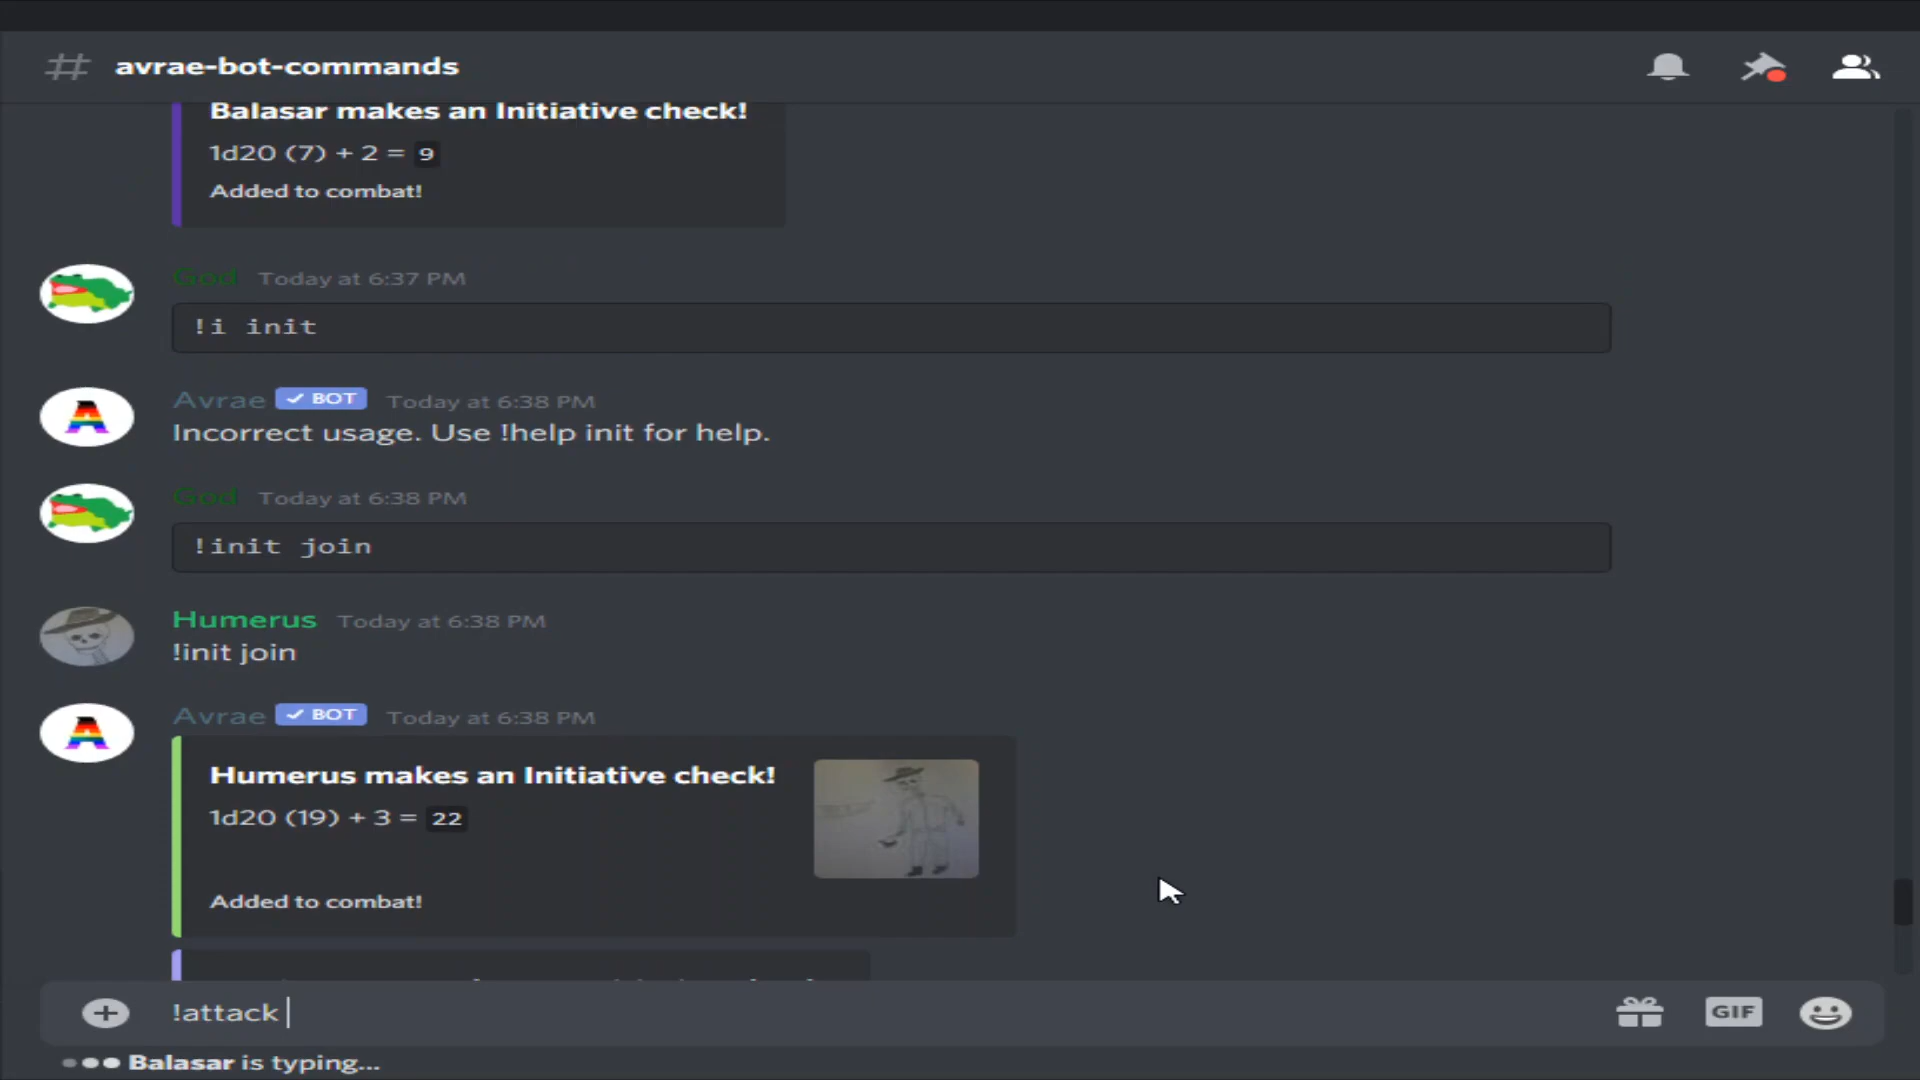 avrae-bot-commands
Balasar makes an Initiative check!
1d20 (7) + 2 = 9
Added to combat!
God Today at 6:37 PM
!i init
Avrae BOT Today at 6:38 PM
Incorrect usage. Use !help init for help.
God Today at 6:38 PM
!init join
Humerus Today at 6:38 PM
!init join
A
Avrae BOT Today at 6:38 PM
Humerus makes an Initiative check!
1d20 (19) + 3 = 22
Added to combat!
!attack
GIF
Balasar is typing...